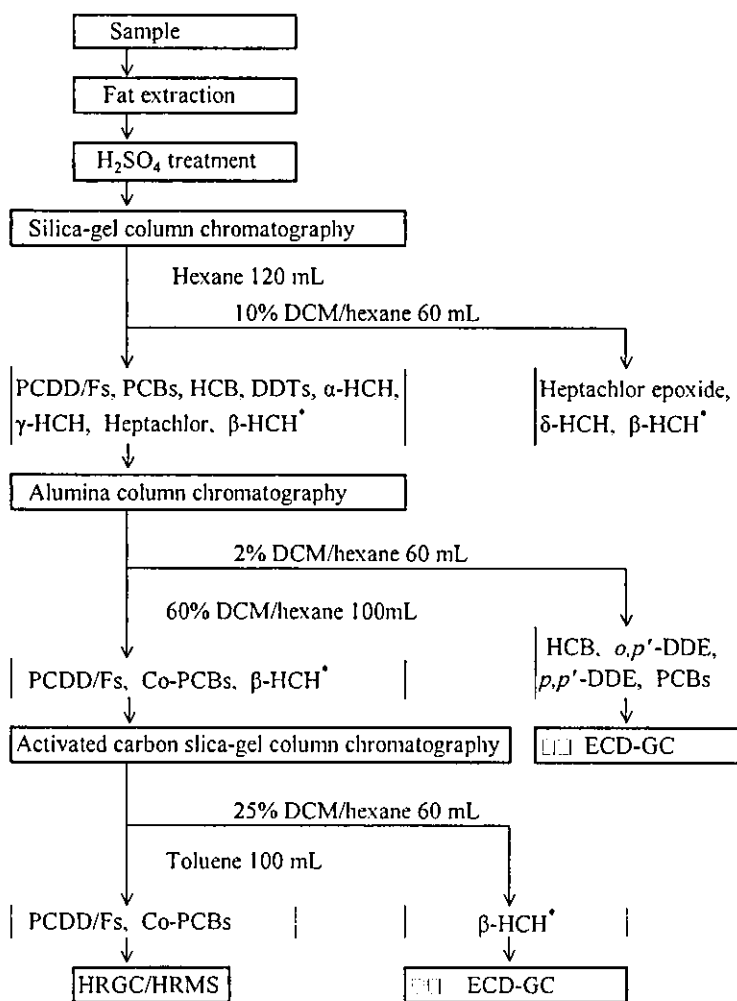 Sample
Fat extraction
H₂SO₄ treatment
Silica-gel column chromatography
Hexane 120 mL
10% DCM/hexane 60 mL
PCDD/Fs, PCBs, HCB, DDTs, α-HCH,
γ-HCH, Heptachlor, β-HCH*
Heptachlor epoxide,
δ-HCH, β-HCH*
Alumina column chromatography
2% DCM/hexane 60 mL
60% DCM/hexane 100mL
PCDD/Fs, Co-PCBs, β-HCH*
HCB, o,p'-DDE,
p,p'-DDE, PCBs
Activated carbon slica-gel column chromatography
ECD-GC
25% DCM/hexane 60 mL
Toluene 100 mL
PCDD/Fs, Co-PCBs
β-HCH*
HRGC/HRMS
ECD-GC